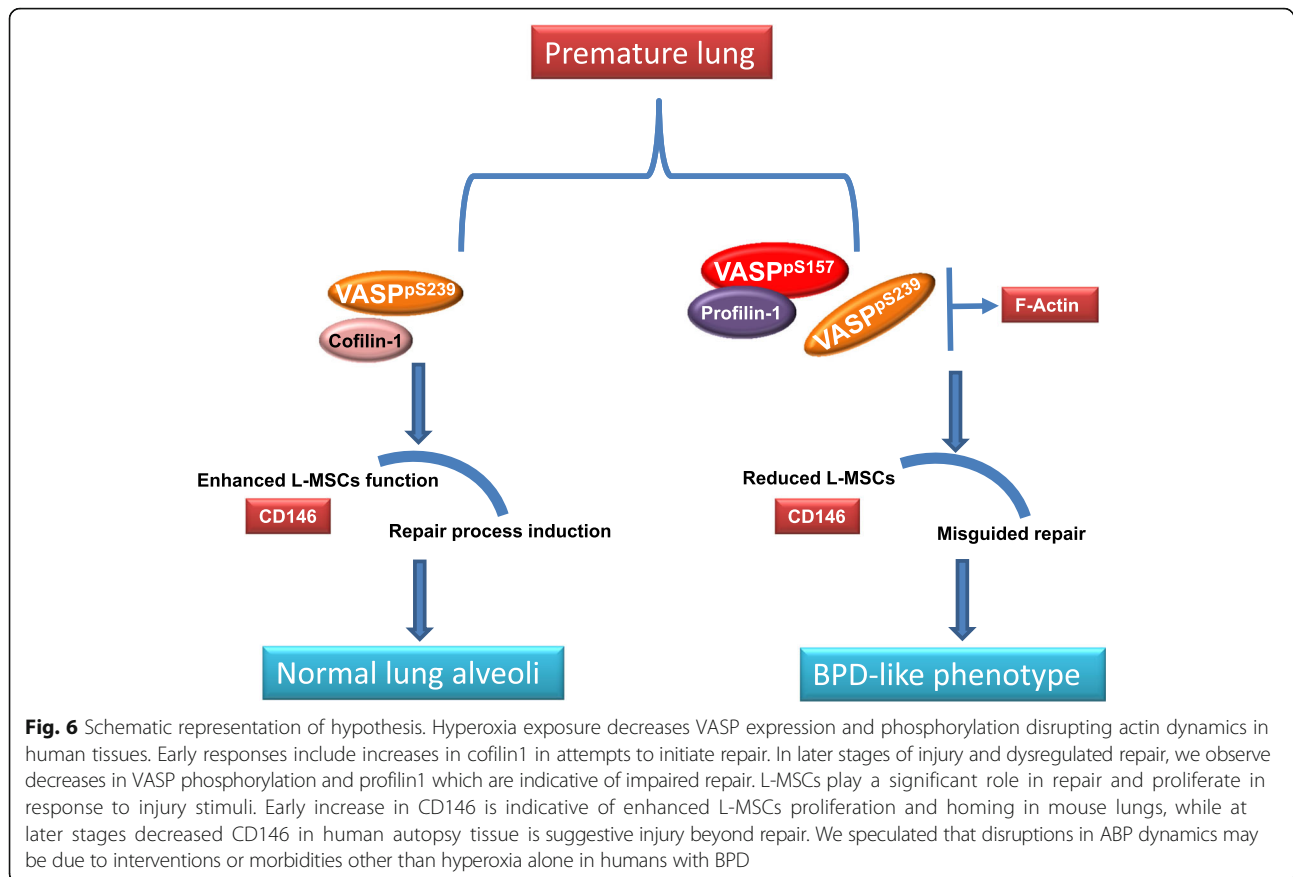 Premature lung
VASPpS239
Cofilin-1
VASPpS157
Profilin-1
VASPpS239
F-Actin
Enhanced L-MSCs function
CD146
Repair process induction
Reduced L-MSCs
CD146
Misguided repair
Normal lung alveoli
BPD-like phenotype
Fig. 6 Schematic representation of hypothesis. Hyperoxia exposure decreases VASP expression and phosphorylation disrupting actin dynamics in
human tissues. Early responses include increases in cofilin1 in attempts to initiate repair. In later stages of injury and dysregulated repair, we observe
decreases in VASP phosphorylation and profilin1 which are indicative of impaired repair. L-MSCs play a significant role in repair and proliferate in
response to injury stimuli. Early increase in CD146 is indicative of enhanced L-MSCs proliferation and homing in mouse lungs, while at
later stages decreased CD146 in human autopsy tissue is suggestive injury beyond repair. We speculated that disruptions in ABP dynamics may
be due to interventions or morbidities other than hyperoxia alone in humans with BPD